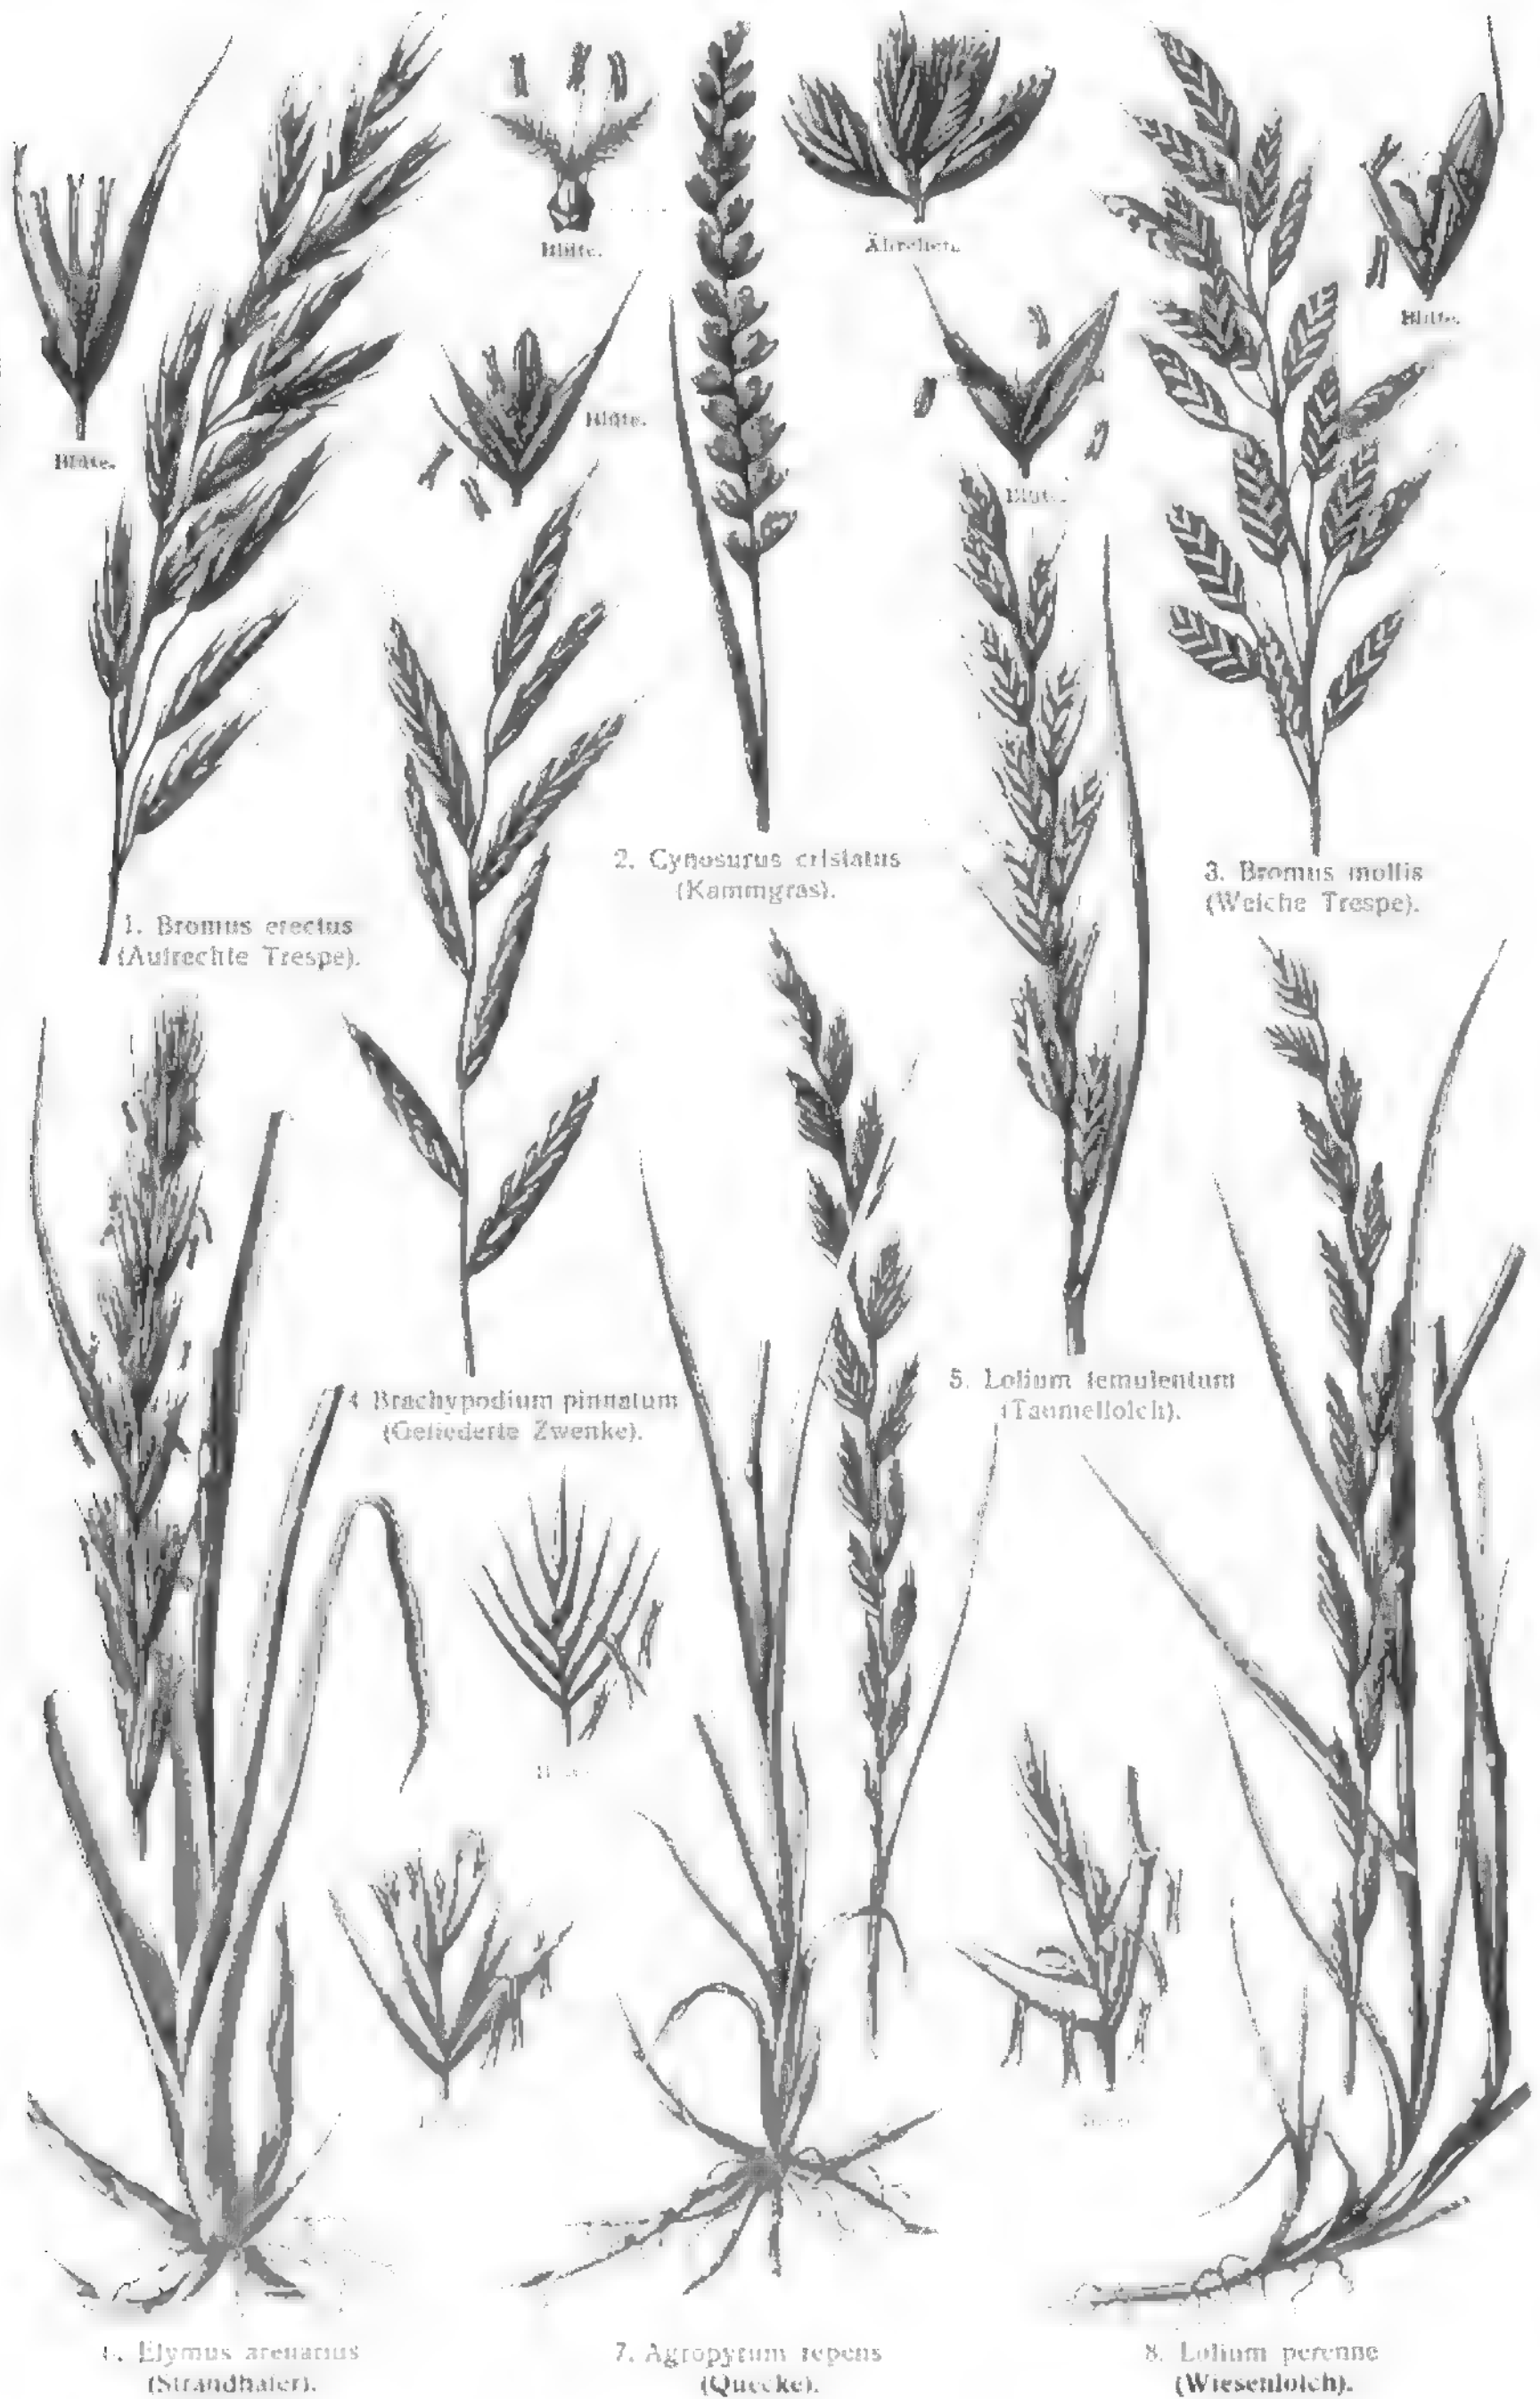 Blüte.
Ährchen.
Blüte.
Blüte.
Blüte.
Blüte.
2. Cynosurus cristatus
(Kammgras).
3. Bromus mollis
(Weiche Trespe).
1. Bromus erectus
(Aufrechte Trespe).
5. Lolium temulentum
(Taumellolch).
4 Brachypodium pinnatum
(Gefiederte Zwenke).
6. Elymus arenarius
(Strandhafer).
7. Agropyrum repens
(Quecke).
8. Lolium perenne
(Wiesenlolch).